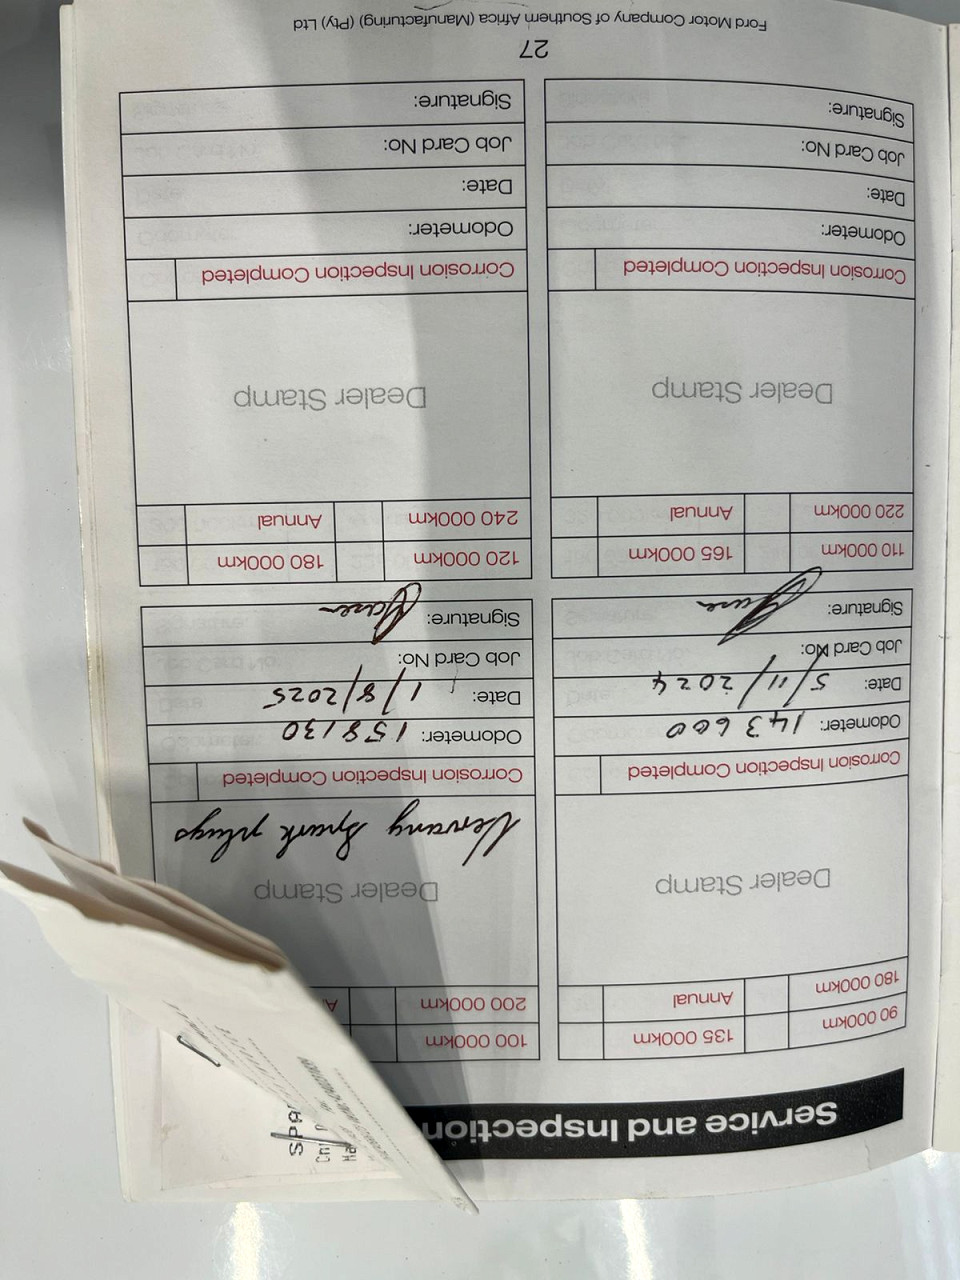 Service and Inspection
90 000km
135 000km
180 000km
Annual
Dealer Stamp
Corrosion Inspection Completed
Odometer: 143 600
Date: 5/11/2024
Job Card No:
Signature:
100 000km
200 000km
Dealer Stamp
Spark plugs
Corrosion Inspection Completed
Odometer: 158130
Date: 1/8/2025
Job Card No:
Signature:
110 000km
165 000km
220 000km
Annual
Dealer Stamp
Corrosion Inspection Completed
Odometer:
Date:
Job Card No:
Signature:
120 000km
180 000km
240 000km
Annual
Dealer Stamp
Corrosion Inspection Completed
Odometer:
Date:
Job Card No:
Signature:
27
Ford Motor Company of Southern Africa (Manufacturing) (Pty) Ltd